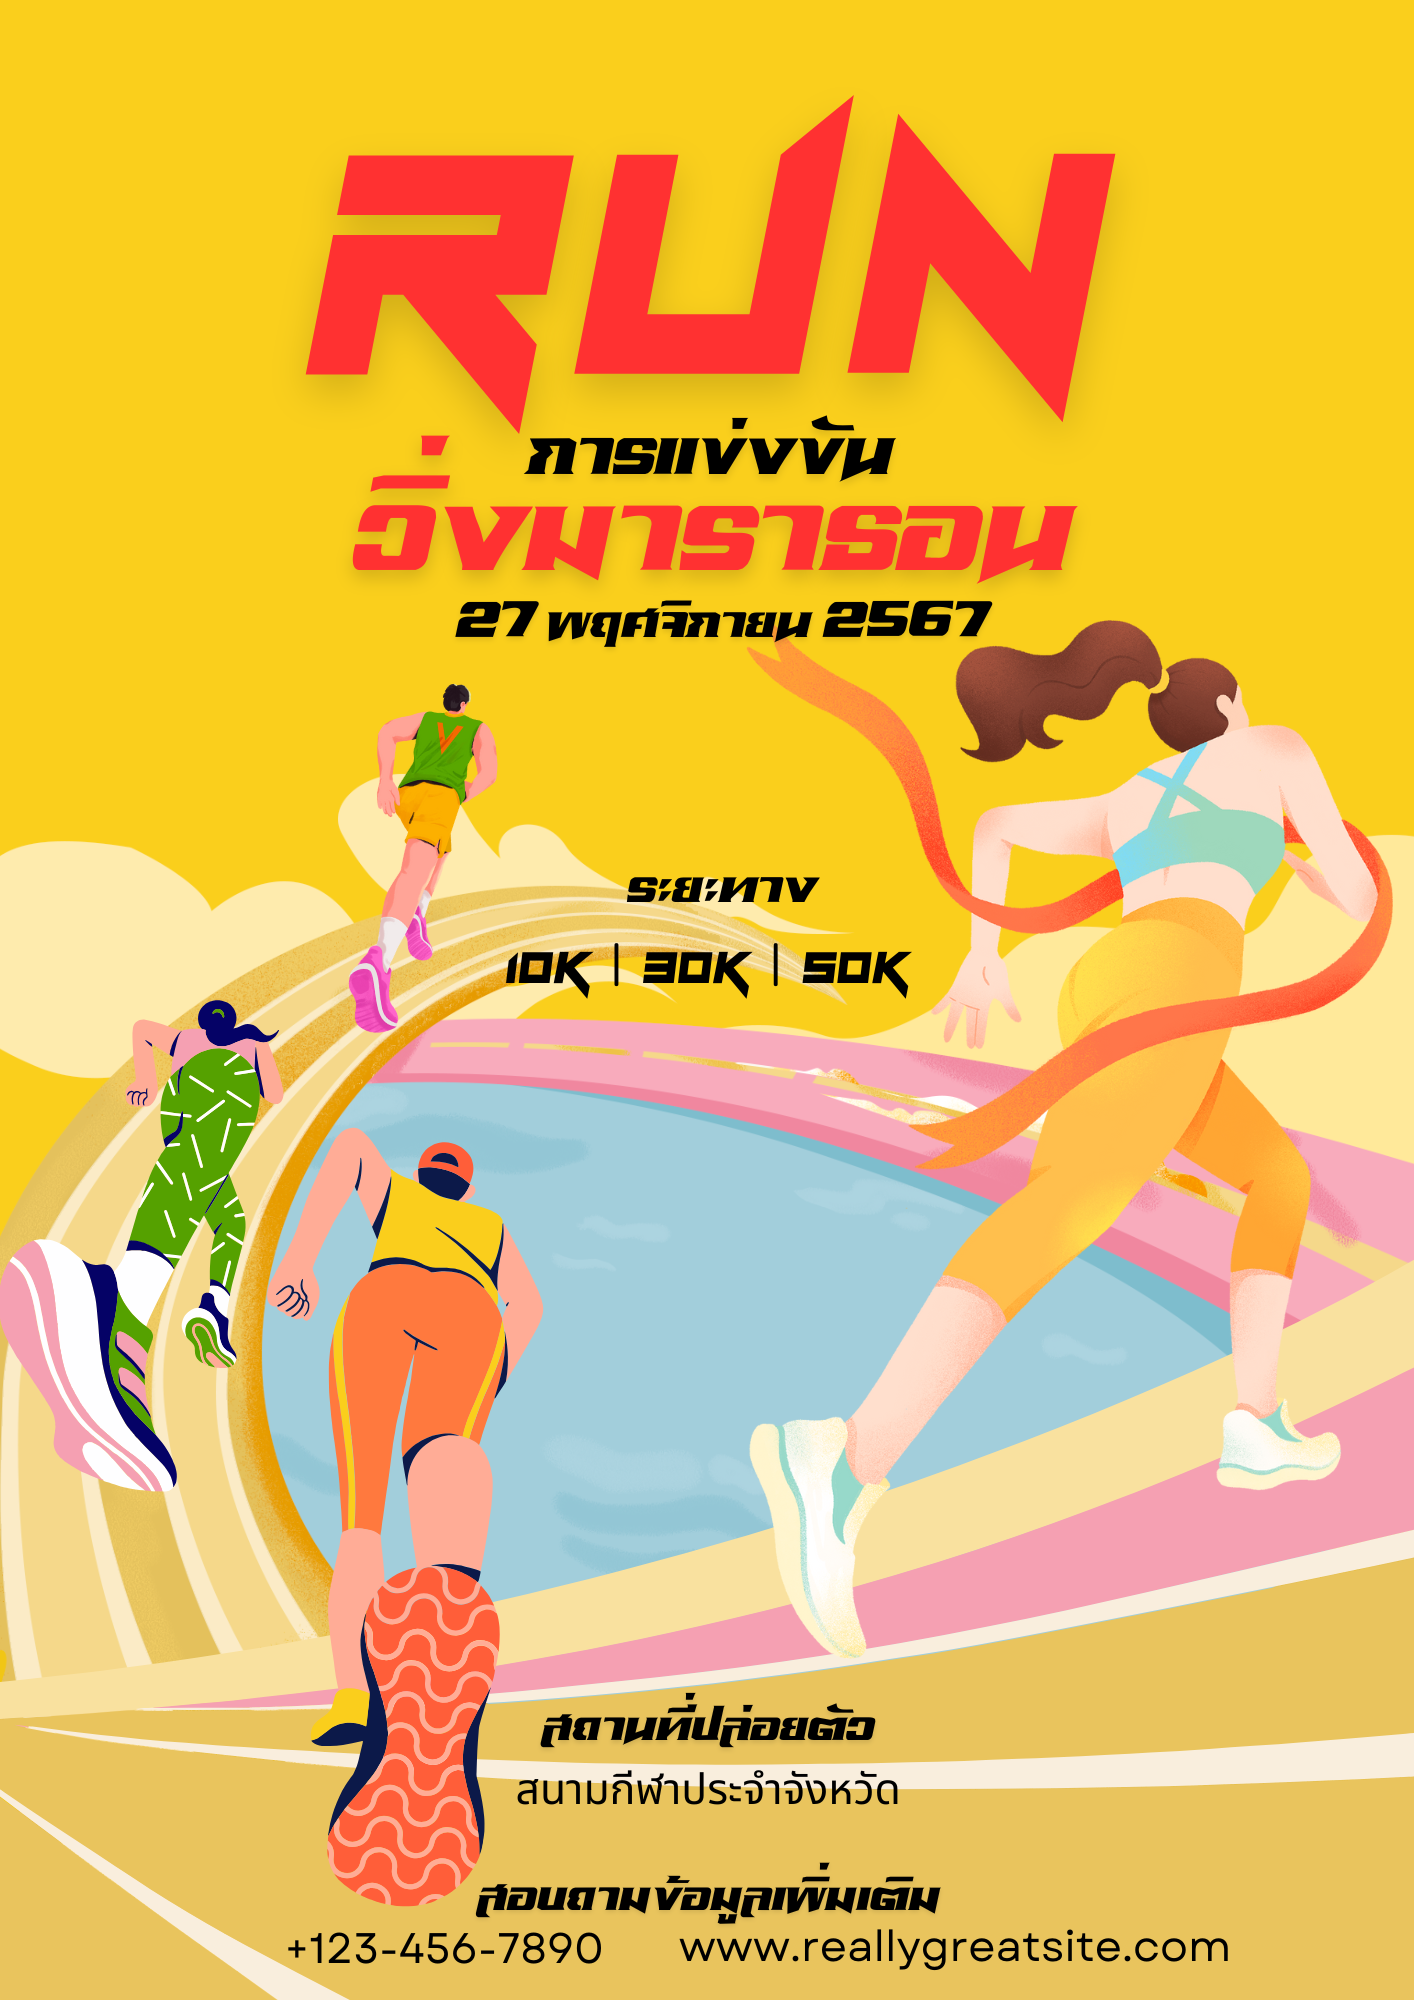 RUN
การแข่งขัน
วิ่งมาราธอน
27 พฤศจิกายน 2567
V
ระยะทาง
10K | 30K | 50K
สถานที่ปล่อยตัว
สนามกีฬาประจำจังหวัด
สอบถามข้อมูลเพิ่มเติม
+123-456-7890 www.reallygreatsite.com